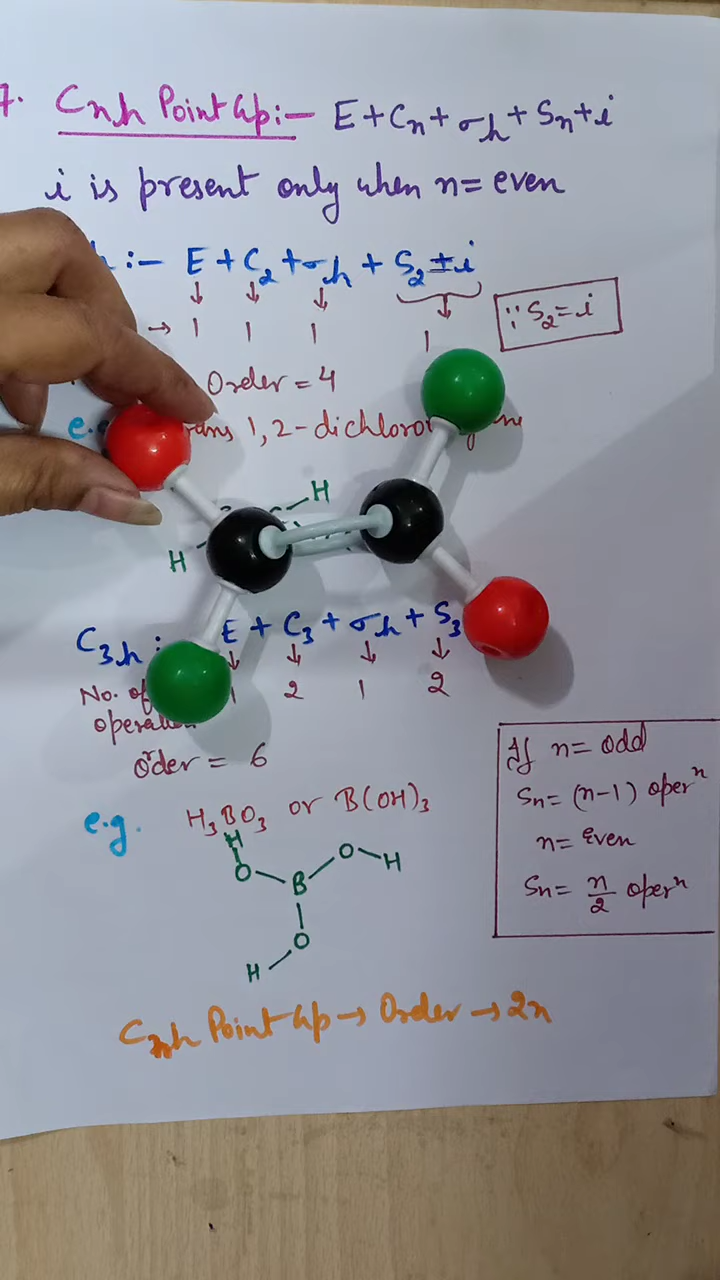 7. Cnh Point Gp:- E + Cn + σh + Sn + i
i is present only when n = even
h :- E + C2 + σh + S2 + i
↓ ↓ ↓ ↓
→ 1 1 1 1
∵ S2 = i
Order = 4
e. 1,2-dichloro
H
H
C3h : E + C3 + σh + S3
↓ ↓ ↓ ↓
No. of 1 2 1 2
order = 6
If n = odd
Sn = (n-1) operⁿ
n = Even
Sn = n/2 operⁿ
e.g. H3BO3 or B(OH)3
H
O O H
B
O
H
Cnh Point Gp → Order → 2n